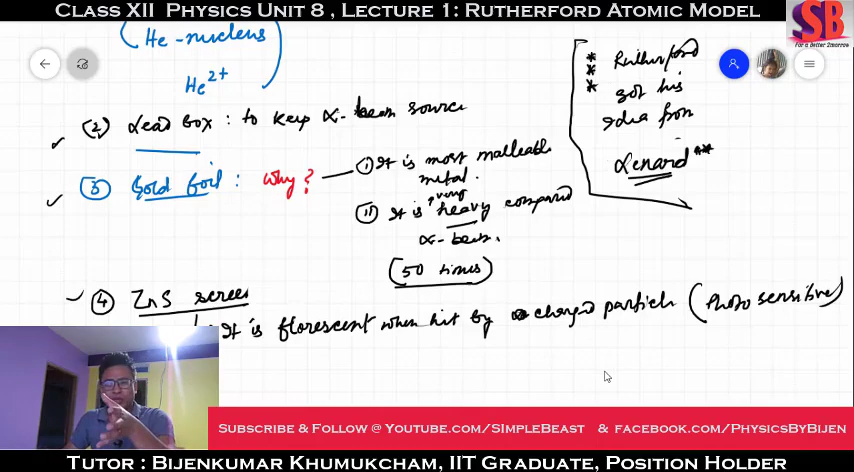 CLASS XII PHYSICS UNIT 8 , LECTURE 1: RUTHERFORD ATOMIC MODEL
SB
For a better 2morrow
(He-nucleus
He2+
(2) Lead box : to keep α-beam source
(3) Gold foil : Why?
(i) It is most malleable
metal.
(ii) It is very heavy compared
α-beam.
(50 times)
* Rutherford
* got his
* idea from
Lenard **
(4) ZnS screen
It is florescent when hit by charged particle (Photo sensitive)
SUBSCRIBE & FOLLOW @ YOUTUBE.COM/SIMPLEBEAST & FACEBOOK.COM/PHYSICSBYBIJEN
TUTOR : BIJENKUMAR KHUMUKCHAM, IIT GRADUATE, POSITION HOLDER